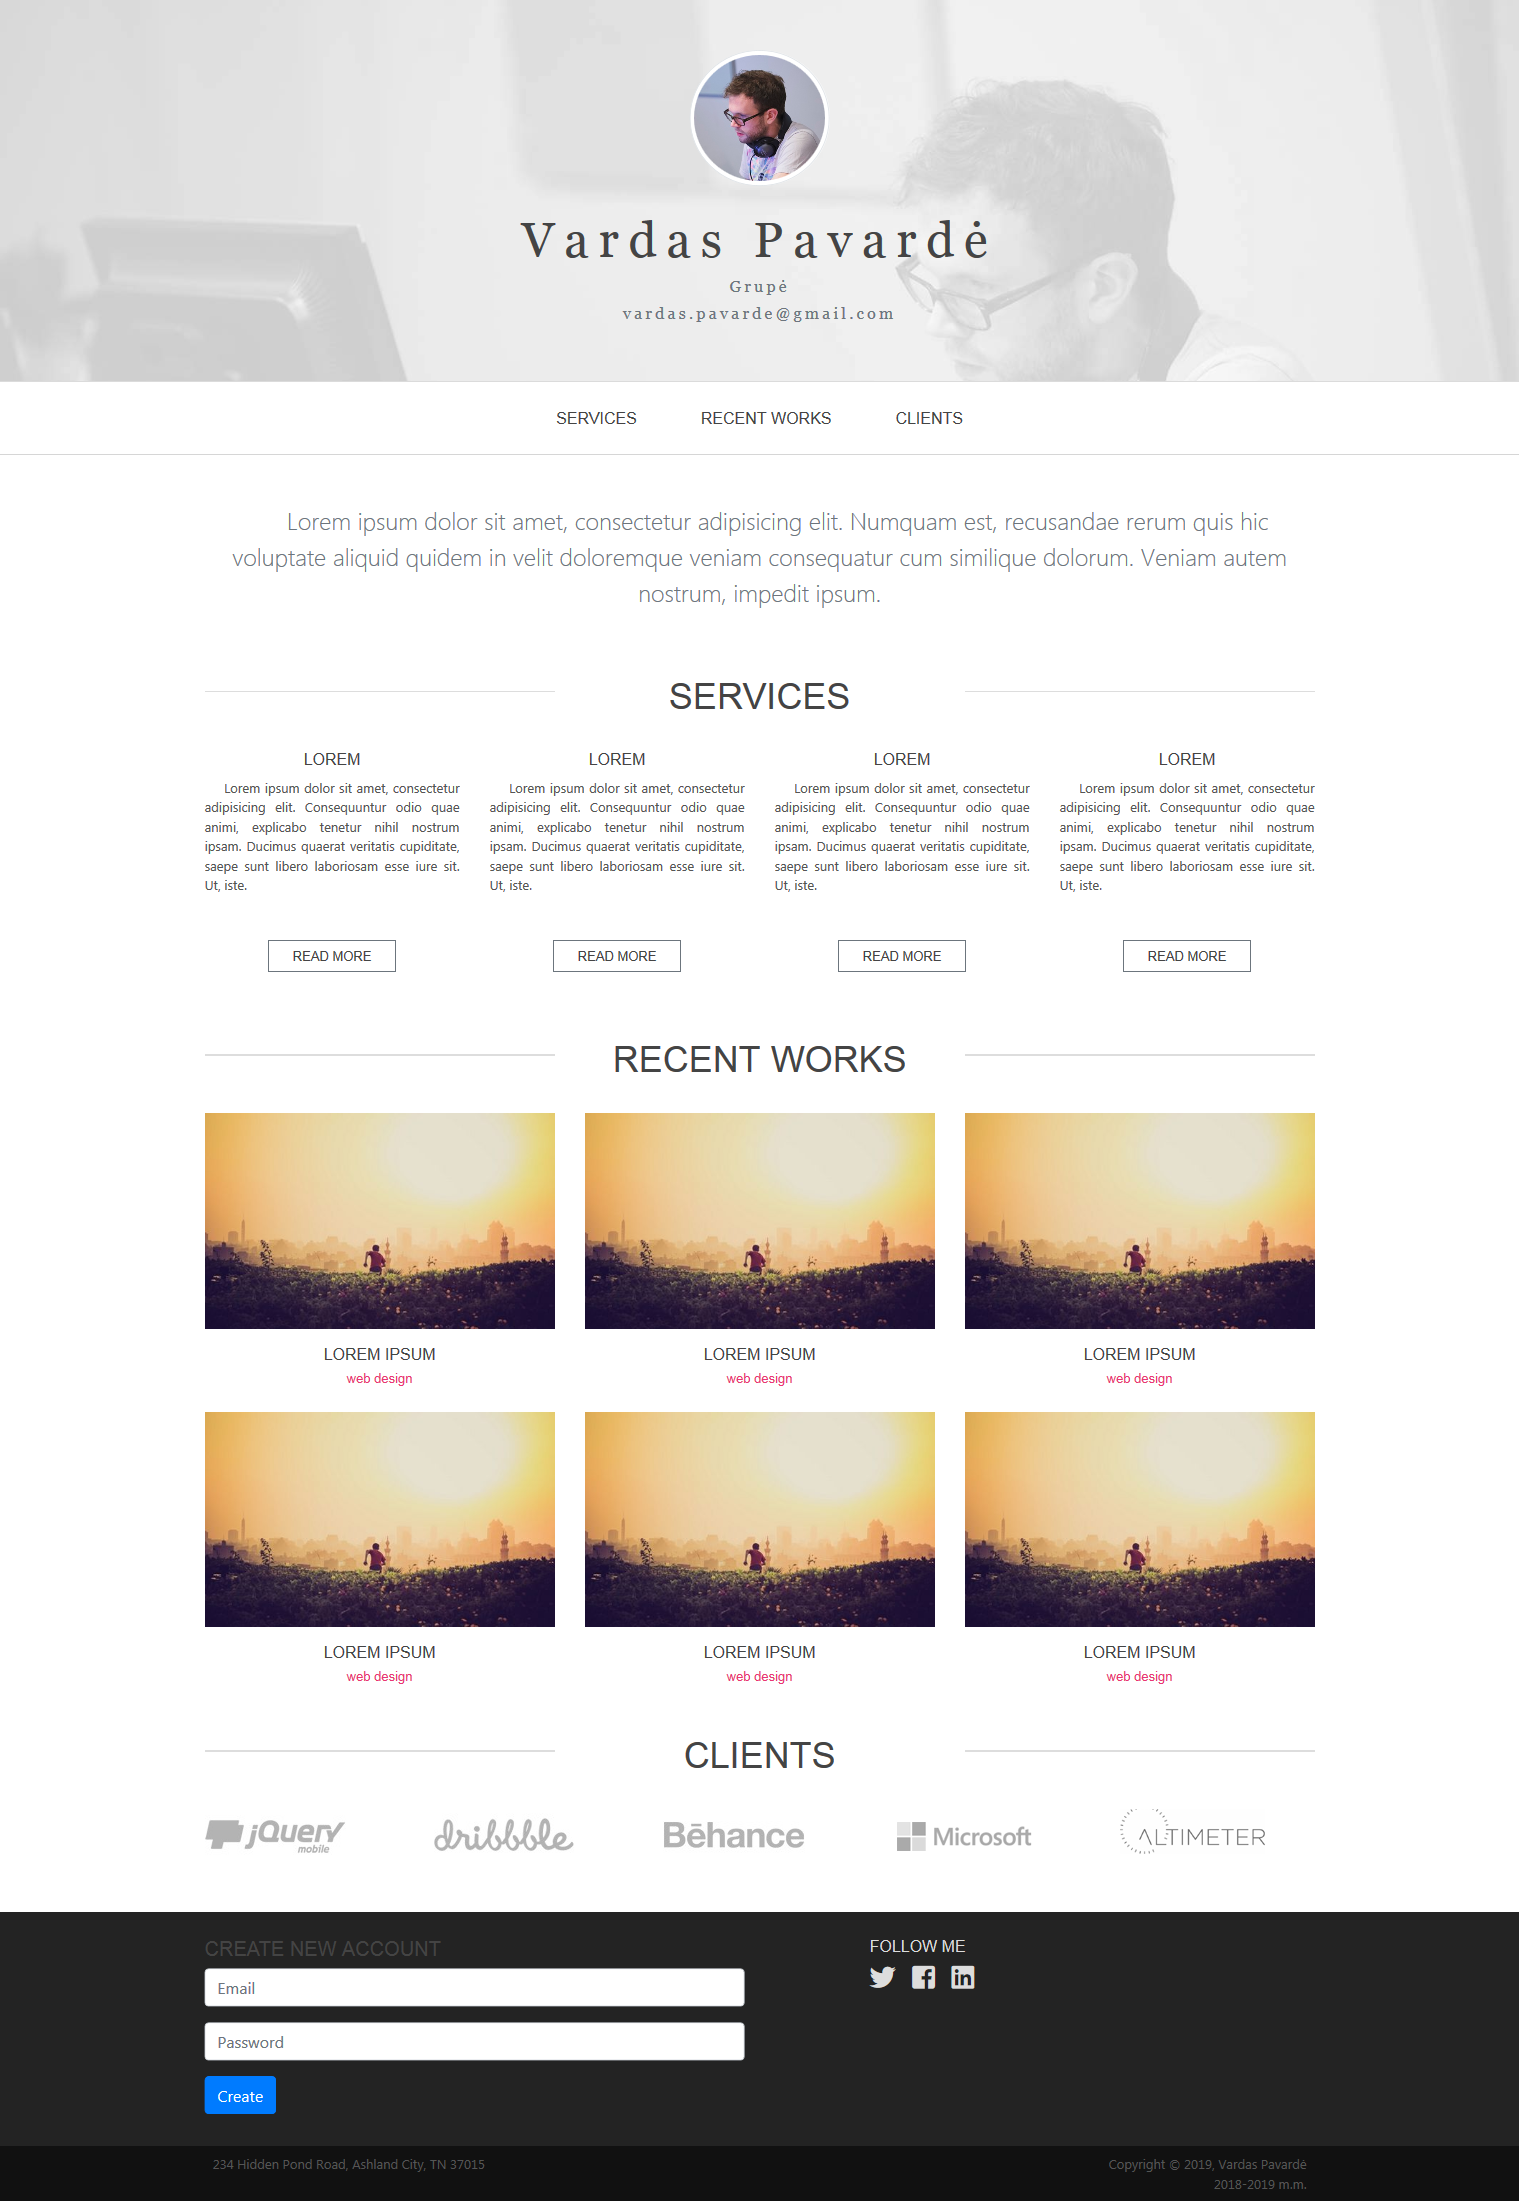 Vardas Pavardė
Grupė
vardas.pavarde@gmail.com
SERVICES RECENT WORKS CLIENTS
Lorem ipsum dolor sit amet, consectetur adipisicing elit. Numquam est, recusandae rerum quis hic
voluptate aliquid quidem in velit doloremque veniam consequatur cum similique dolorum. Veniam autem
nostrum, impedit ipsum.
SERVICES
LOREM
Lorem ipsum dolor sit amet, consectetur
adipisicing elit. Consequuntur odio quae
animi, explicabo tenetur nihil nostrum
ipsam. Ducimus quaerat veritatis cupiditate,
saepe sunt libero laboriosam esse iure sit.
Ut, iste.
READ MORE
LOREM
Lorem ipsum dolor sit amet, consectetur
adipisicing elit. Consequuntur odio quae
animi, explicabo tenetur nihil nostrum
ipsam. Ducimus quaerat veritatis cupiditate,
saepe sunt libero laboriosam esse iure sit.
Ut, iste.
READ MORE
LOREM
Lorem ipsum dolor sit amet, consectetur
adipisicing elit. Consequuntur odio quae
animi, explicabo tenetur nihil nostrum
ipsam. Ducimus quaerat veritatis cupiditate,
saepe sunt libero laboriosam esse iure sit.
Ut, iste.
READ MORE
LOREM
Lorem ipsum dolor sit amet, consectetur
adipisicing elit. Consequuntur odio quae
animi, explicabo tenetur nihil nostrum
ipsam. Ducimus quaerat veritatis cupiditate,
saepe sunt libero laboriosam esse iure sit.
Ut, iste.
READ MORE
RECENT WORKS
LOREM IPSUM
web design
LOREM IPSUM
web design
LOREM IPSUM
web design
LOREM IPSUM
web design
LOREM IPSUM
web design
LOREM IPSUM
web design
CLIENTS
jQuery
mobile
dribbble
Bēhance
Microsoft
ALTIMETER
CREATE NEW ACCOUNT
Email
Password
Create
FOLLOW ME
234 Hidden Pond Road, Ashland City, TN 37015
Copyright © 2019, Vardas Pavardė
2018-2019 m.m.